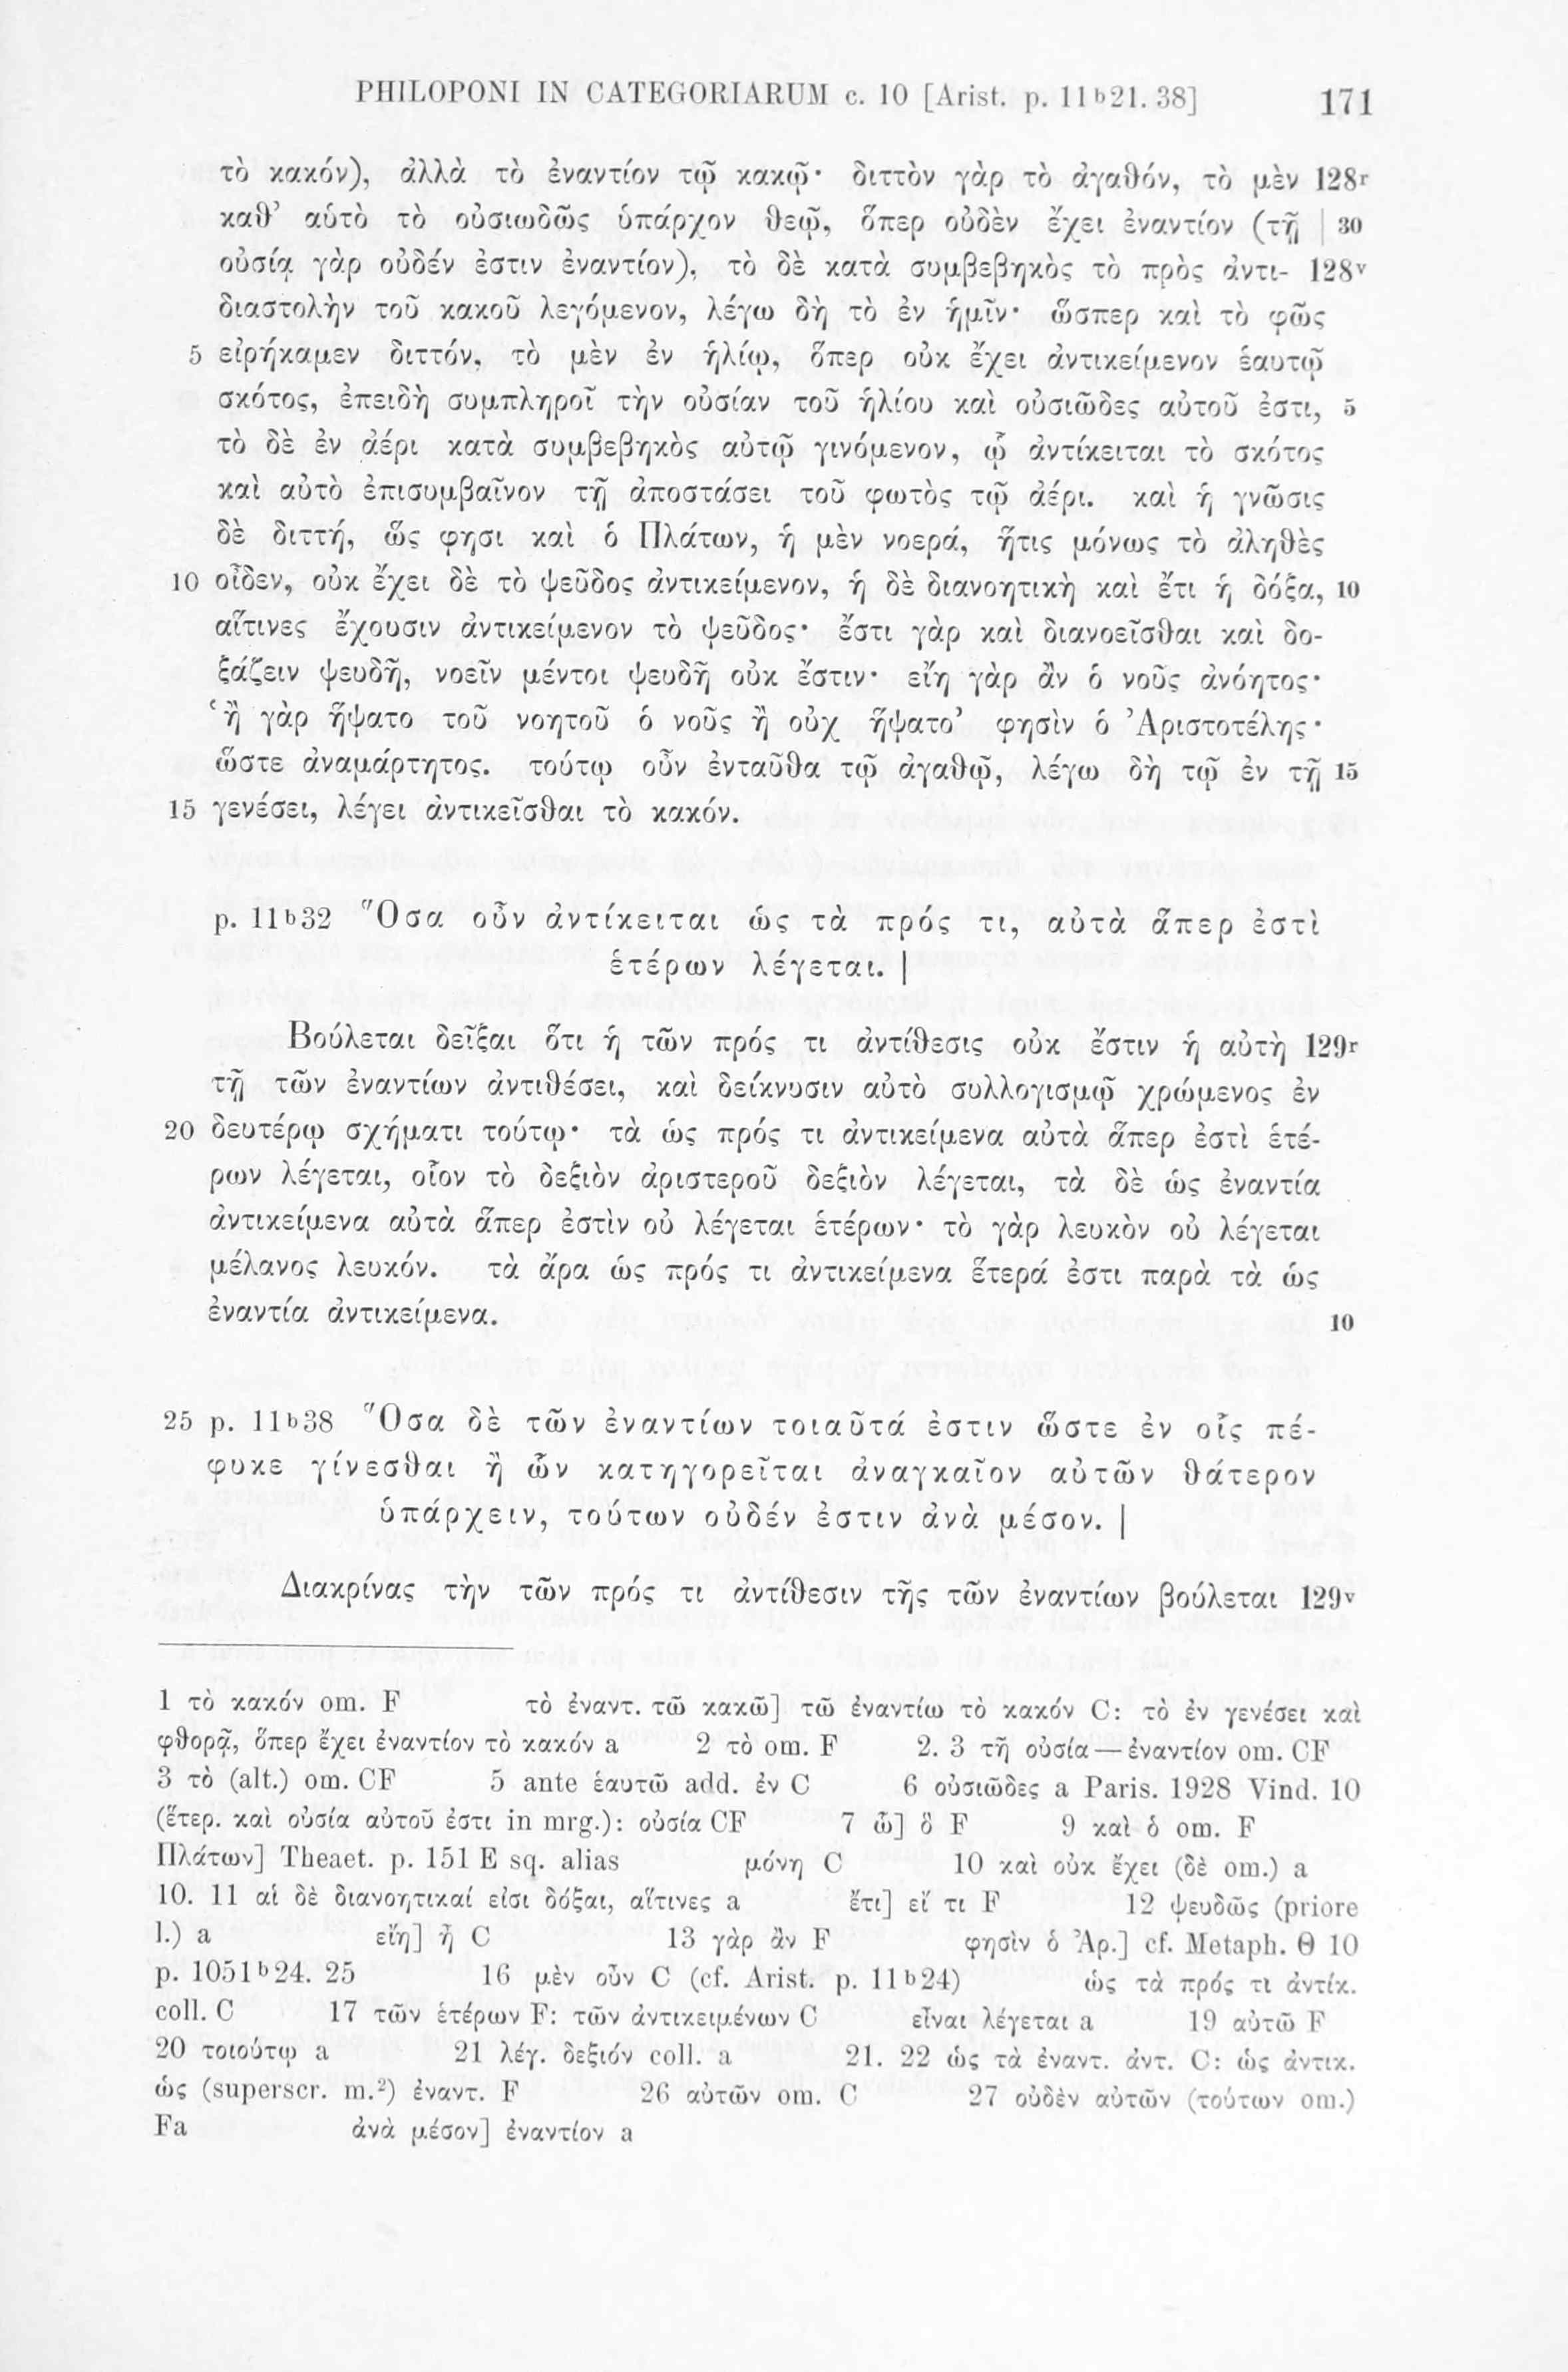 PHILOPONI IN CATEGORIARUM c. 10 [Arist. p. 11b21. 38] 171
τὸ κακόν), ἀλλὰ τὸ ἐναντίον τῷ κακῷ· διττὸν γὰρ τὸ ἀγαθόν, τὸ μὲν 128r
καθ' αὑτὸ τὸ οὐσιωδῶς ὑπάρχον θεῷ, ὅπερ οὐδὲν ἔχει ἐναντίον (τῇ | 30
οὐσίᾳ γάρ οὐδέν ἐστιν ἐναντίον), τὸ δὲ κατὰ συμβεβηκὸς τὸ πρὸς ἀντι- 128v
διαστολὴν τοῦ κακοῦ λεγόμενον, λέγω δὴ τὸ ἐν ἡμῖν· ὥσπερ καὶ τὸ φῶς
5 εἰρήκαμεν διττόν, τὸ μὲν ἐν ἡλίῳ, ὅπερ οὐκ ἔχει ἀντικείμενον ἑαυτῷ
σκότος, ἐπειδὴ συμπληροῖ τὴν οὐσίαν τοῦ ἡλίου καὶ οὐσιῶδες αὐτοῦ ἐστι, 5
τὸ δὲ ἐν ἀέρι κατὰ συμβεβηκὸς αὐτῷ γινόμενον, ᾧ ἀντίκειται τὸ σκότος
καὶ αὐτὸ ἐπισυμβαῖνον τῇ ἀποστάσει τοῦ φωτὸς τῷ ἀέρι. καὶ ἡ γνῶσις
δὲ διττή, ὥς φησι καὶ ὁ Πλάτων, ἡ μὲν νοερά, ἥτις μόνως τὸ ἀληθὲς
10 οἶδεν, οὐκ ἔχει δὲ τὸ ψεῦδος ἀντικείμενον, ἡ δὲ διανοητικὴ καὶ ἔτι ἡ δόξα, 10
αἵτινες ἔχουσιν ἀντικείμενον τὸ ψεῦδος· ἔστι γὰρ καὶ διανοεῖσθαι καὶ δο-
ξάζειν ψευδῆ, νοεῖν μέντοι ψευδῆ οὐκ ἔστιν· εἴη γὰρ ἂν ὁ νοῦς ἀνόητος·
‘ἢ γὰρ ἥψατο τοῦ νοητοῦ ὁ νοῦς ἢ οὐχ ἥψατο’ φησὶν ὁ Ἀριστοτέλης·
ὥστε ἀναμάρτητος. τούτῳ οὖν ἐνταῦθα τῷ ἀγαθῷ, λέγω δὴ τῷ ἐν τῇ 15
15 γενέσει, λέγει ἀντικεῖσθαι τὸ κακόν.
p. 11b32 Ὅσα οὖν ἀντίκειται ὡς τὰ πρός τι, αὐτὰ ἅπερ ἐστὶ
ἑτέρων λέγεται. |
Βούλεται δεῖξαι ὅτι ἡ τῶν πρός τι ἀντίθεσις οὐκ ἔστιν ἡ αὐτὴ 129r
τῇ τῶν ἐναντίων ἀντιθέσει, καὶ δείκνυσιν αὐτὸ συλλογισμῷ χρώμενος ἐν
20 δευτέρῳ σχήματι τούτῳ· τὰ ὡς πρός τι ἀντικείμενα αὐτὰ ἅπερ ἐστὶ ἑτέ-
ρων λέγεται, οἷον τὸ δεξιὸν ἀριστεροῦ δεξιὸν λέγεται, τὰ δὲ ὡς ἐναντία
ἀντικείμενα αὐτὰ ἅπερ ἐστὶν οὐ λέγεται ἑτέρων· τὸ γὰρ λευκὸν οὐ λέγεται
μέλανος λευκόν. τὰ ἄρα ὡς πρός τι ἀντικείμενα ἕτερά ἐστι παρὰ τὰ ὡς
ἐναντία ἀντικείμενα. 10
25 p. 11b38 Ὅσα δὲ τῶν ἐναντίων τοιαῦτά ἐστιν ὥστε ἐν οἷς πέ-
φυκε γίνεσθαι ἢ ὧν κατηγορεῖται ἀναγκαῖον αὐτῶν θάτερον
ὑπάρχειν, τούτων οὐδέν ἐστιν ἀνὰ μέσον. |
Διακρίνας τὴν τῶν πρός τι ἀντίθεσιν τῆς τῶν ἐναντίων βούλεται 129v
1 τὸ κακόν om. F τὸ ἐναντ. τῶ κακῶ] τῶ ἐναντίω τὸ κακόν C: τὸ ἐν γενέσει καὶ
φθορᾷ, ὅπερ ἔχει ἐναντίον τὸ κακόν a 2 τὸ om. F 2. 3 τῆ οὐσία — ἐναντίον om. CF
3 τὸ (alt.) om. CF 5 ante ἑαυτῶ add. ἐν C 6 οὐσιῶδες a Paris. 1928 Vind. 10
(ἕτερ. καὶ οὐσία αὐτοῦ ἐστι in mrg.): οὐσία CF 7 ὧ] ὃ F 9 καὶ ὁ om. F
Πλάτων] Theaet. p. 151 E sq. alias μόνη C 10 καὶ οὐκ ἔχει (δὲ om.) a
10. 11 αἱ δὲ διανοητικαί εἰσι δόξαι, αἵτινες a ἔτι] εἴ τι F 12 ψευδῶς (priore
l.) a εἴη] ἦ C 13 γὰρ ἂν F φησὶν ὁ Ἀρ.] cf. Metaph. Θ 10
p. 1051b24. 25 16 μὲν οὖν C (cf. Arist. p. 11b24) ὡς τὰ πρός τι ἀντίκ.
coll. C 17 τῶν ἑτέρων F: τῶν ἀντικειμένων C εἶναι λέγεται a 19 αὐτῶ F
20 τοιούτῳ a 21 λέγ. δεξιόν coll. a 21. 22 ὡς τὰ ἐναντ. ἀντ. C: ὡς ἀντικ.
ὡς (superscr. m.²) ἐναντ. F 26 αὐτῶν om. C 27 οὐδὲν αὐτῶν (τούτων om.)
Fa ἀνὰ μέσον] ἐναντίον a